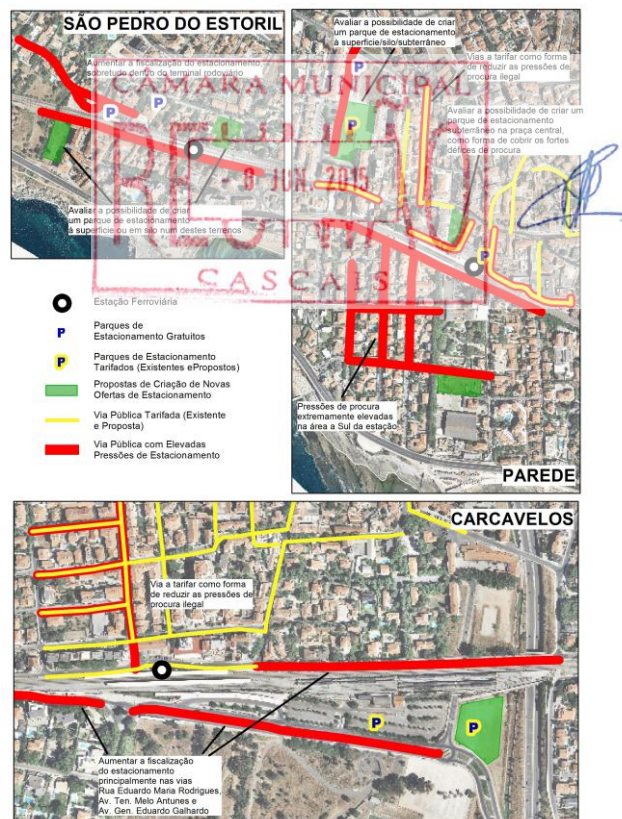 SÃO PEDRO DO ESTORIL
Aumentar a fiscalização do estacionamento,
sobretudo dentro do terminal rodoviário
P
P
P
Avaliar a possibilidade de criar
um parque de estacionamento
à superfície ou em são num destes terrenos
Avaliar a possibilidade de criar
um parque de estacionamento
à superfície/silo/subterrâneo
P
P
Vias a tarifar como forma
de reduzir as pressões de
procura ilegal
Avaliar a possibilidade de criar um
parque de estacionamento
subterrâneo na praça central,
como forma de cobrir os fortes
défices de procura
P
Pressões de procura
extremamente elevadas
na área a Sul da estação
PAREDE
CÂMARA MUNICIPAL
JUN. 2015
CASCAIS
Estação Ferroviária
P
Parques de
Estacionamento Gratuitos
P
Parques de Estacionamento
Tarifados (Existentes ePropostos)
Propostas de Criação de Novas
Ofertas de Estacionamento
Via Pública Tarifada (Existente
e Proposta)
Via Pública com Elevadas
Pressões de Estacionamento
CARCAVELOS
Via a tarifar como forma
de reduzir as pressões de
procura ilegal
P
P
Aumentar a fiscalização
do estacionamento
principalmente nas vias
Rua Eduardo Maria Rodrigues,
Av. Ten. Melo Antunes e
Av. Gen. Eduardo Galhardo